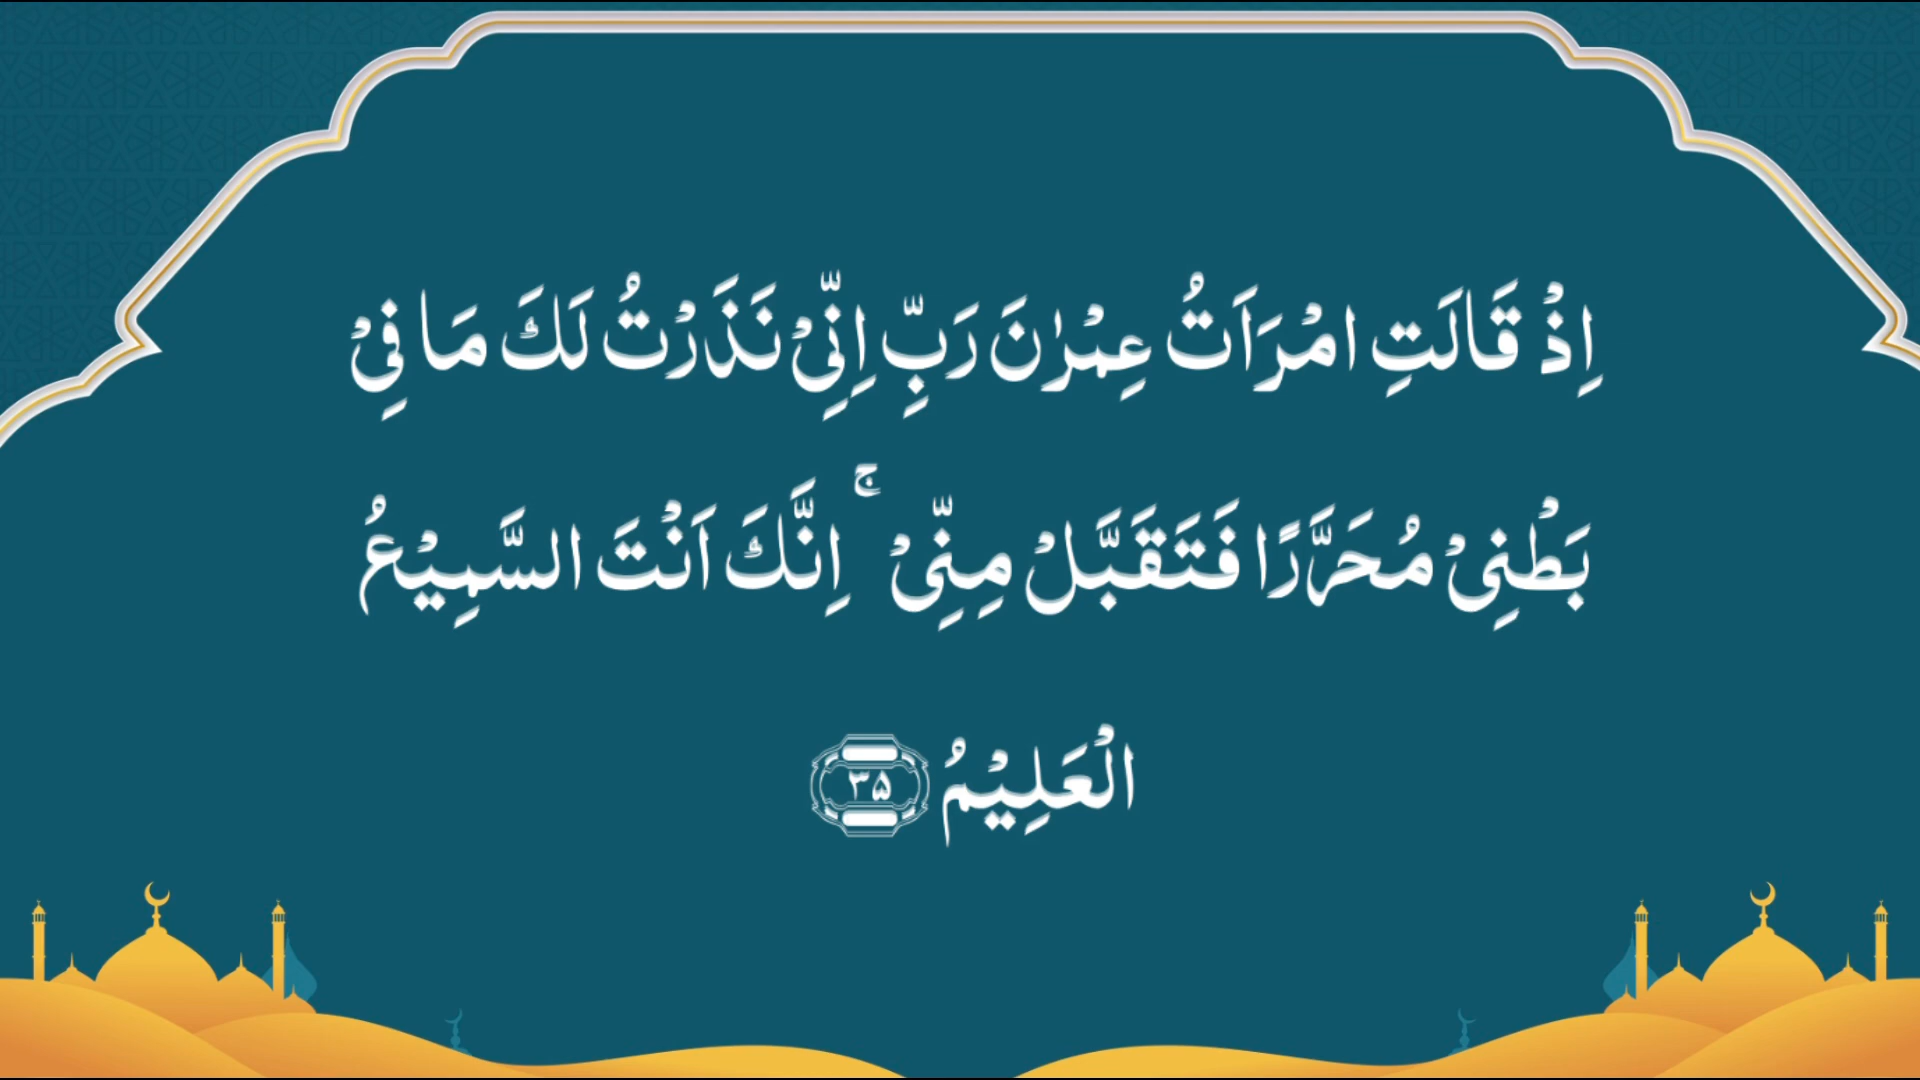 اِذْ قَالَتِ امْرَاَتُ عِمْرٰنَ رَبِّ اِنِّیْ نَذَرْتُ لَكَ مَا فِیْ
بَطْنِیْ مُحَرَّرًا فَتَقَبَّلْ مِنِّیْ ۚ اِنَّكَ اَنْتَ السَّمِیْعُ
الْعَلِیْمُ ۳۵